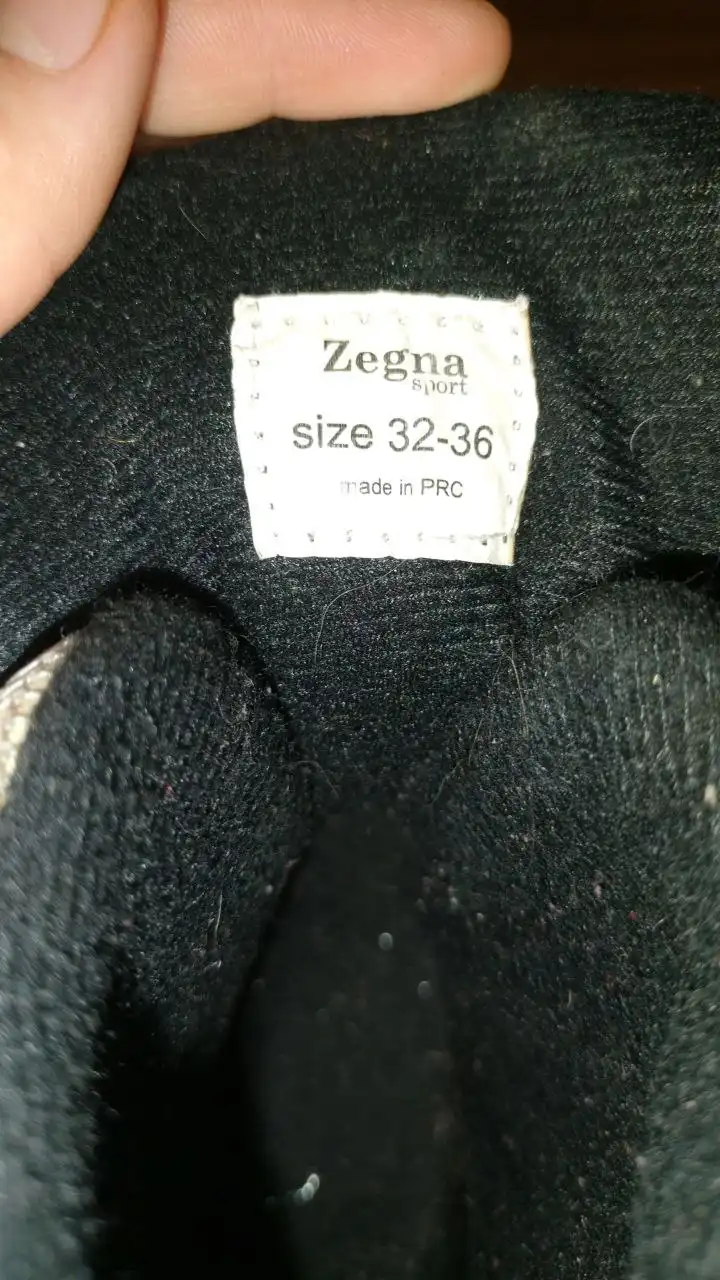 Zegna
sport
size 32-36
made in PRC